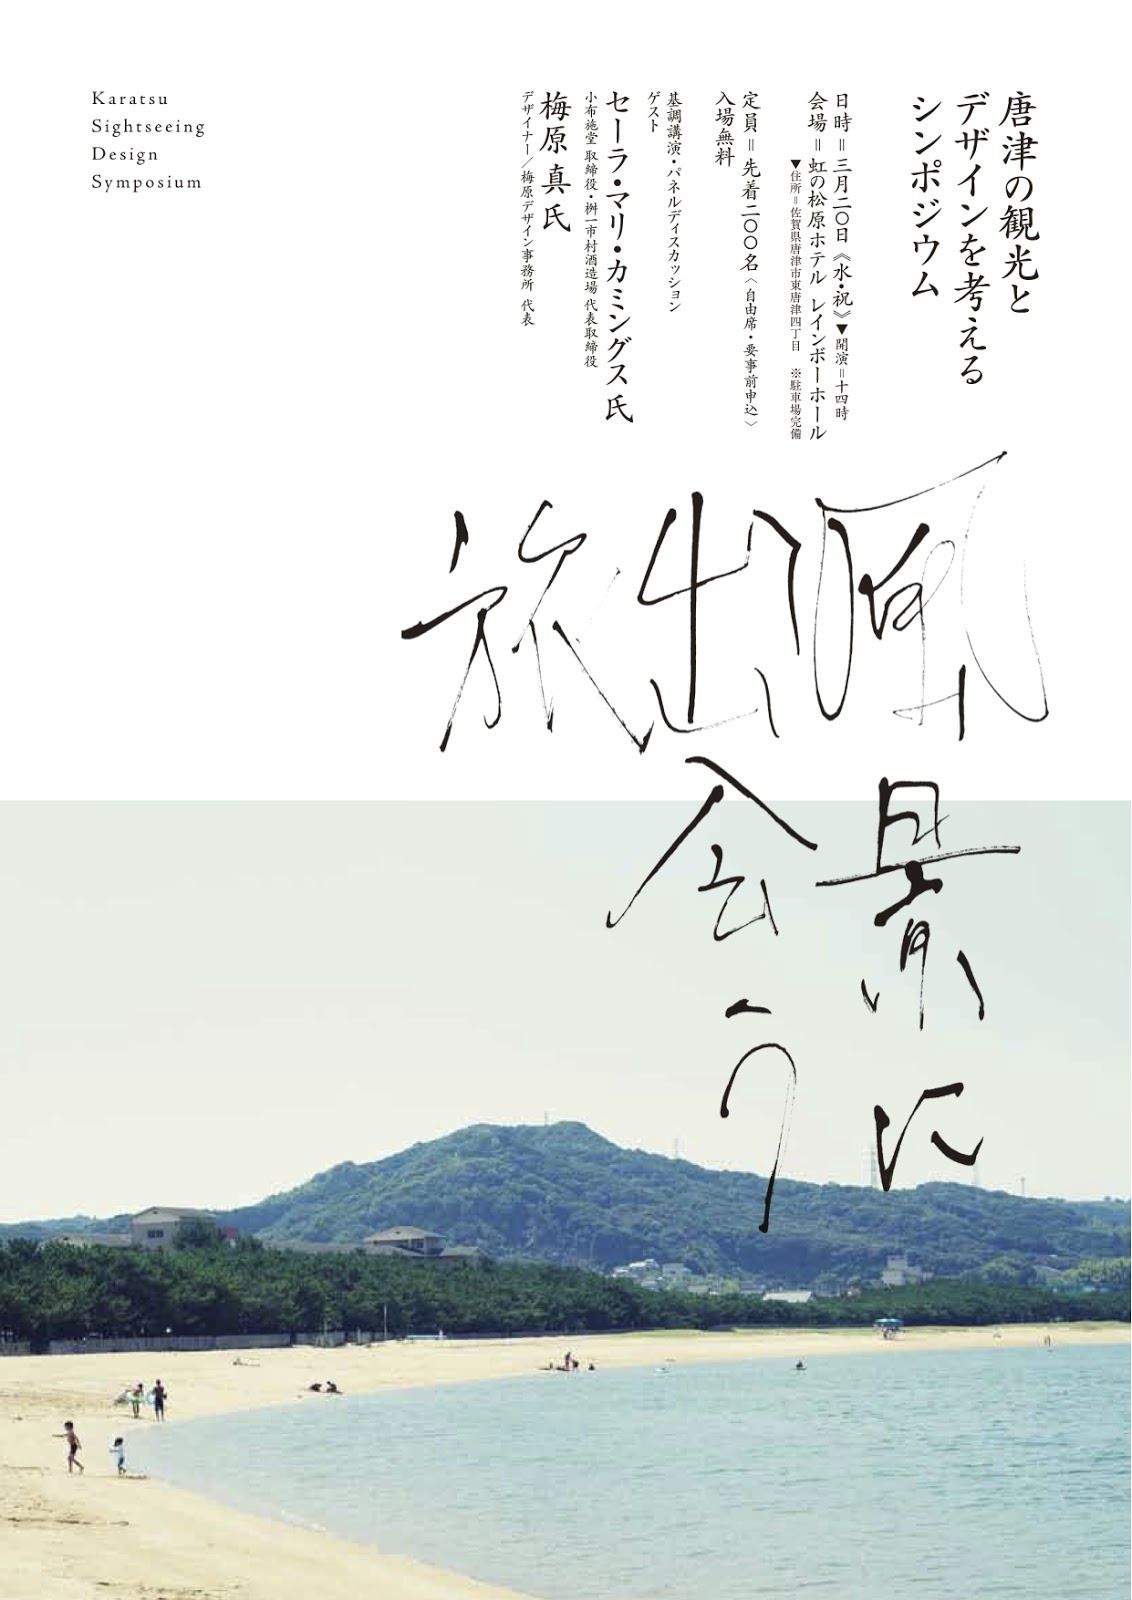 Karatsu
Sightseeing
Design
Symposium
唐津の観光と
デザインを考える
シンポジウム
日時=三月二〇日《水・祝》▼開演=十四時
会場=虹の松原ホテル レインボーホール
▼住所=佐賀県唐津市東唐津四丁目 ※駐車場完備
定員=先着二〇〇名〈自由席・要事前申込〉
入場無料
基調講演・パネルディスカッション
ゲスト
セーラ・マリ・カミングス氏
小布施堂 取締役・桝一市村酒造場 代表取締役
梅原 真氏
デザイナー/梅原デザイン事務所 代表
風景に
出会う
旅